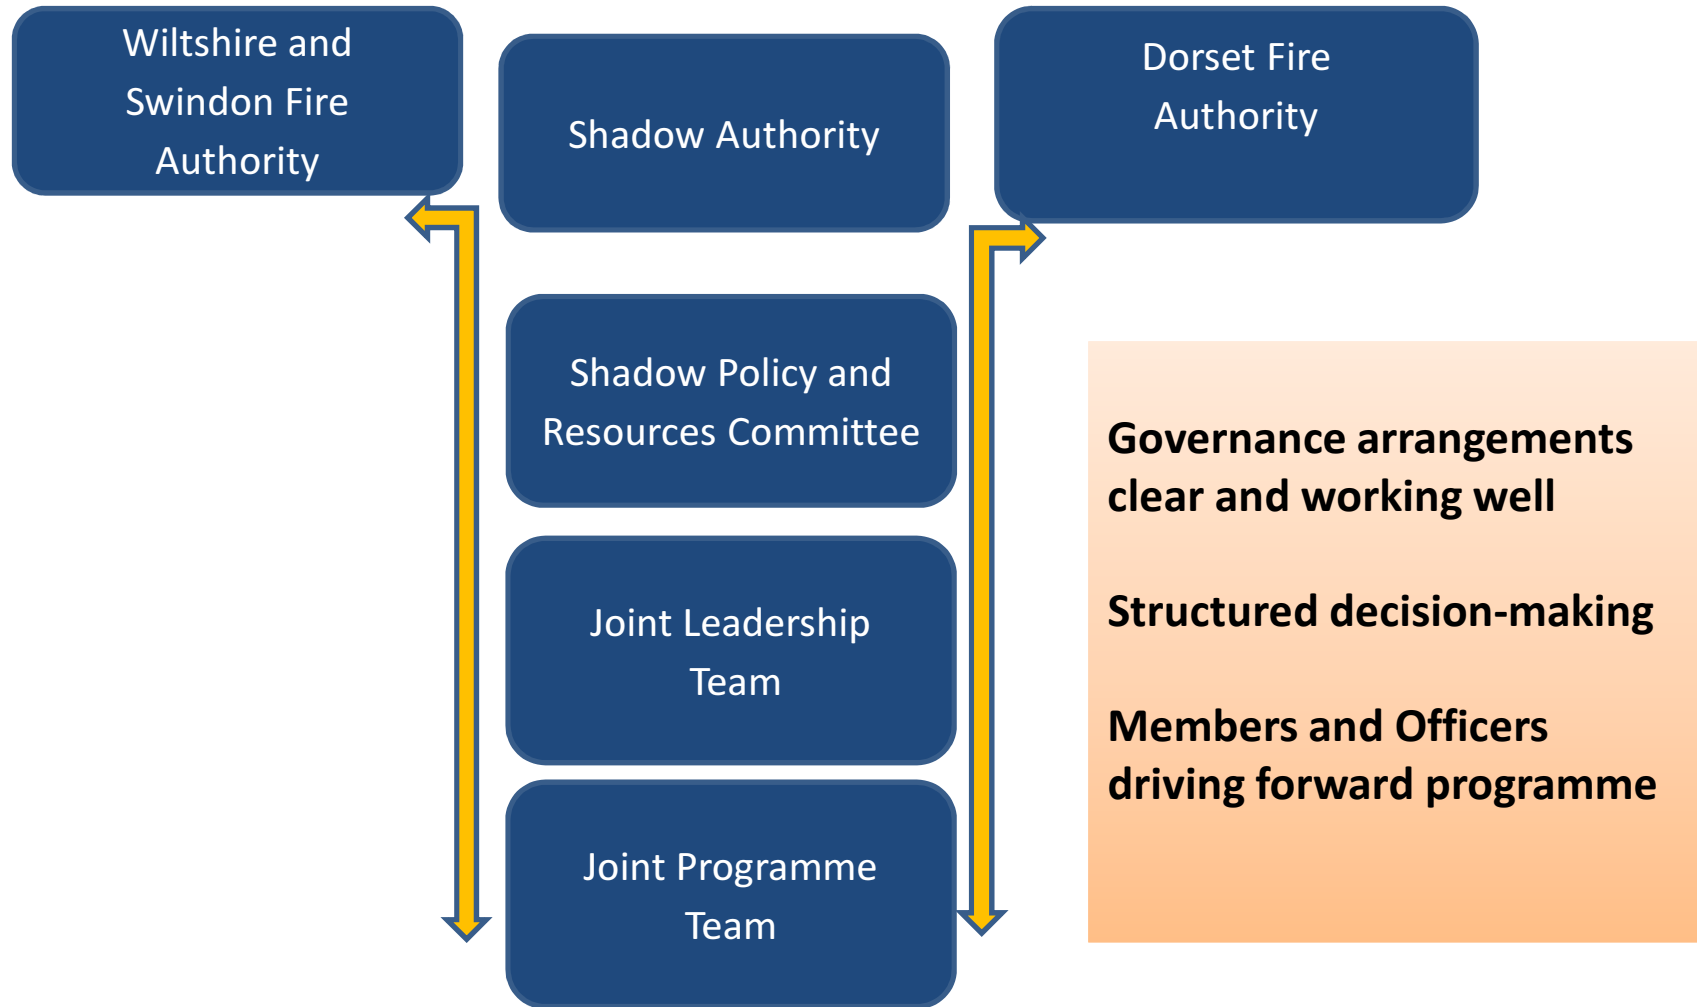 Wiltshire and
Swindon Fire
Authority
Shadow Authority
Dorset Fire
Authority
Shadow Policy and
Resources Committee
Joint Leadership
Team
Joint Programme
Team
Governance arrangements
clear and working well
Structured decision-making
Members and Officers
driving forward programme